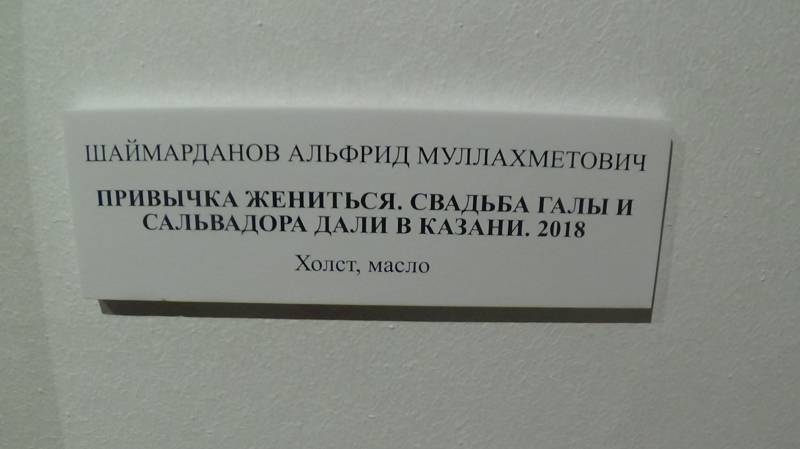 ШАЙМАРДАНОВ АЛЬФРИД МУЛЛАХМЕТОВИЧ
ПРИВЫЧКА ЖЕНИТЬСЯ. СВАДЬБА ГАЛЫ И
САЛЬВАДОРА ДАЛИ В КАЗАНИ. 2018
Холст, масло